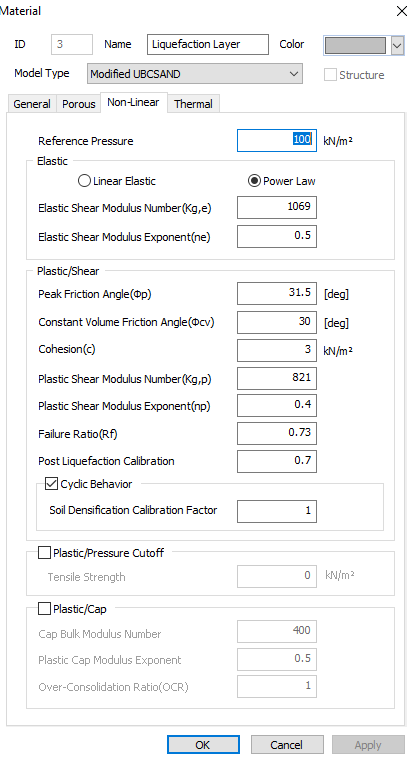 Material
ID 3 Name Liquefaction Layer Color
Model Type Modified UBCSAND Structure
General Porous Non-Linear Thermal
Reference Pressure 100 kN/m²
Elastic
Linear Elastic Power Law
Elastic Shear Modulus Number(Kg,e) 1069
Elastic Shear Modulus Exponent(ne) 0.5
Plastic/Shear
Peak Friction Angle(Φp) 31.5 [deg]
Constant Volume Friction Angle(Φcv) 30 [deg]
Cohesion(c) 3 kN/m²
Plastic Shear Modulus Number(Kg,p) 821
Plastic Shear Modulus Exponent(np) 0.4
Failure Ratio(Rf) 0.73
Post Liquefaction Calibration 0.7
Cyclic Behavior
Soil Densification Calibration Factor 1
Plastic/Pressure Cutoff
Tensile Strength 0 kN/m²
Plastic/Cap
Cap Bulk Modulus Number 400
Plastic Cap Modulus Exponent 0.5
Over-Consolidation Ratio(OCR) 1
OK Cancel Apply